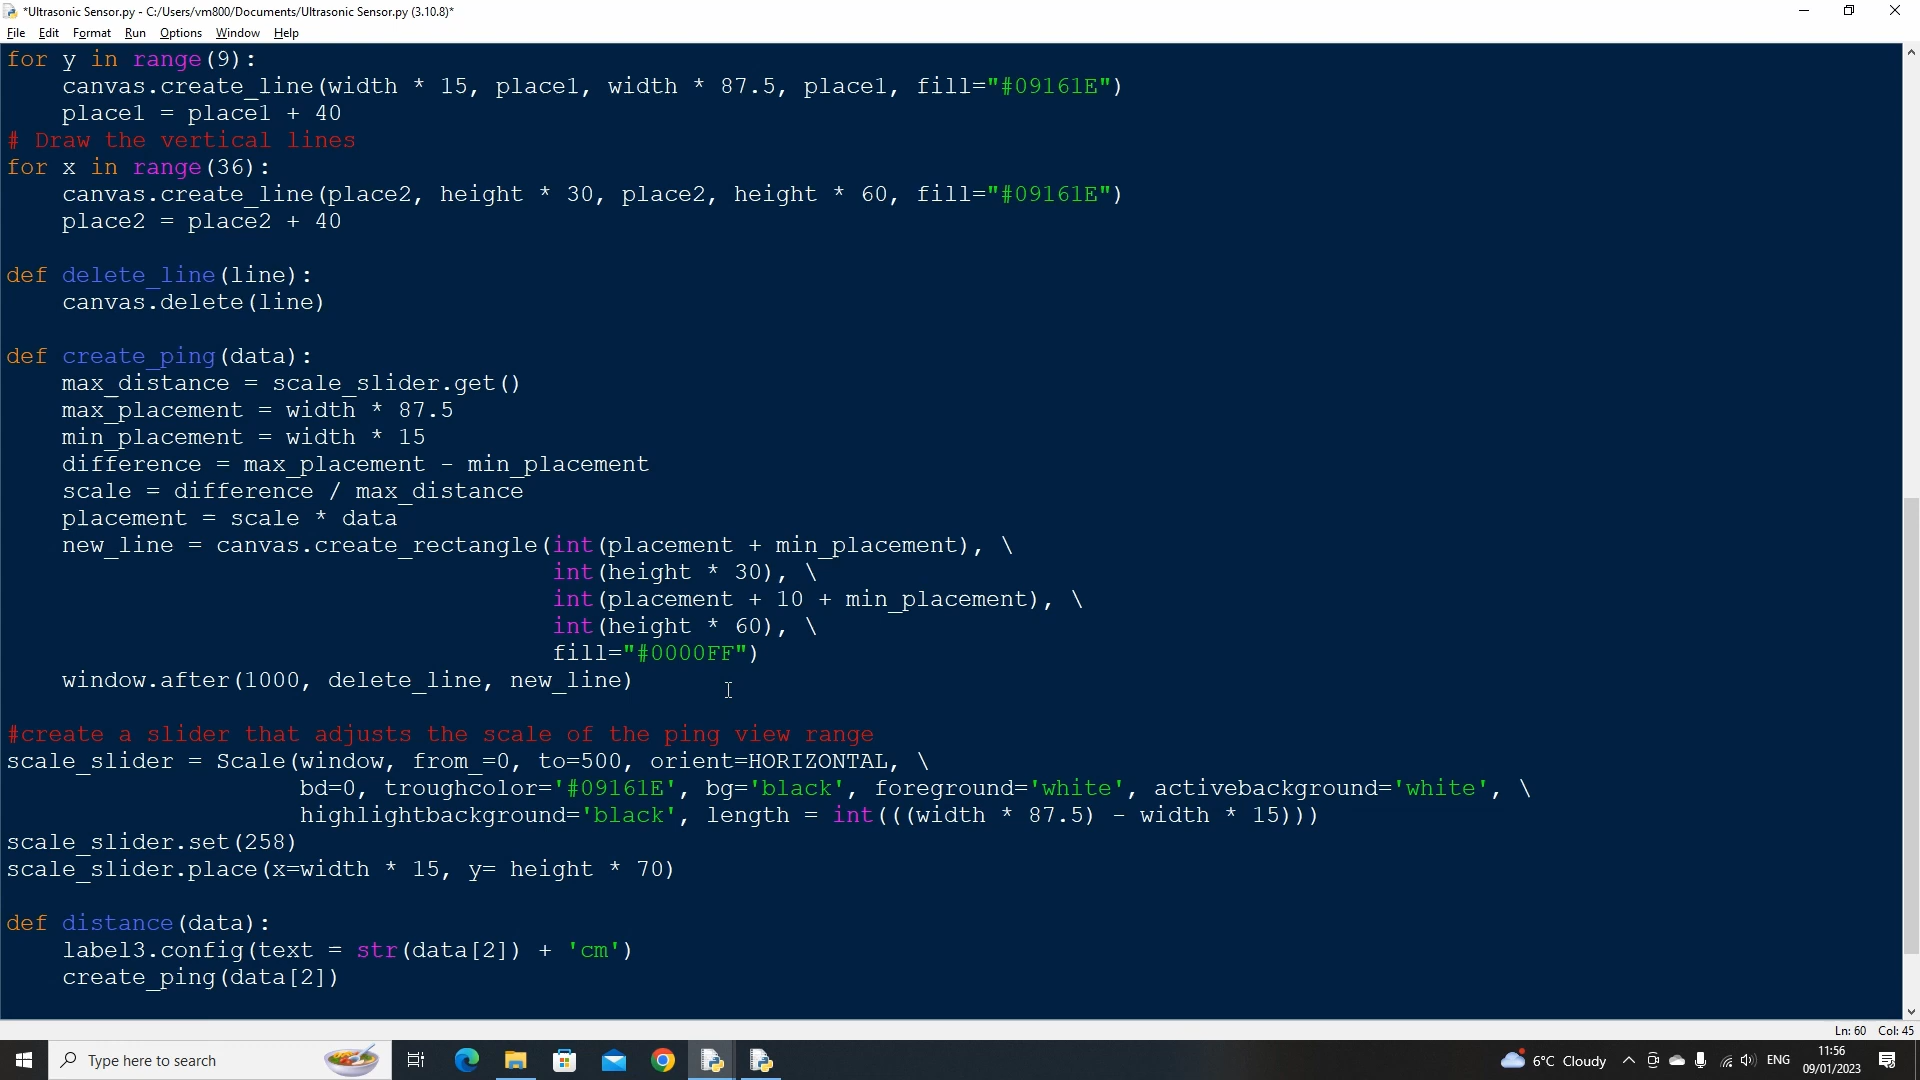 *Ultrasonic Sensor.py - C:/Users/vm800/Documents/Ultrasonic Sensor.py (3.10.8)*
File Edit Format Run Options Window Help
for y in range(9):
    canvas.create_line(width * 15, place1, width * 87.5, place1, fill="#09161E")
    place1 = place1 + 40
# Draw the vertical lines
for x in range(36):
    canvas.create_line(place2, height * 30, place2, height * 60, fill="#09161E")
    place2 = place2 + 40
def delete_line(line):
    canvas.delete(line)
def create_ping(data):
    max_distance = scale_slider.get()
    max_placement = width * 87.5
    min_placement = width * 15
    difference = max_placement - min_placement
    scale = difference / max_distance
    placement = scale * data
    new_line = canvas.create_rectangle(int(placement + min_placement), \
                                       int(height * 30), \
                                       int(placement + 10 + min_placement), \
                                       int(height * 60), \
                                       fill="#0000FF")
    window.after(1000, delete_line, new_line)
#create a slider that adjusts the scale of the ping view range
scale_slider = Scale(window, from_=0, to=500, orient=HORIZONTAL, \
                     bd=0, troughcolor='#09161E', bg='black', foreground='white', activebackground='white', \
                     highlightbackground='black', length = int(((width * 87.5) - width * 15)))
scale_slider.set(258)
scale_slider.place(x=width * 15, y= height * 70)
def distance(data):
    label3.config(text = str(data[2]) + 'cm')
    create_ping(data[2])
Ln: 60 Col: 45
Type here to search
6°C Cloudy
ENG
11:56
09/01/2023